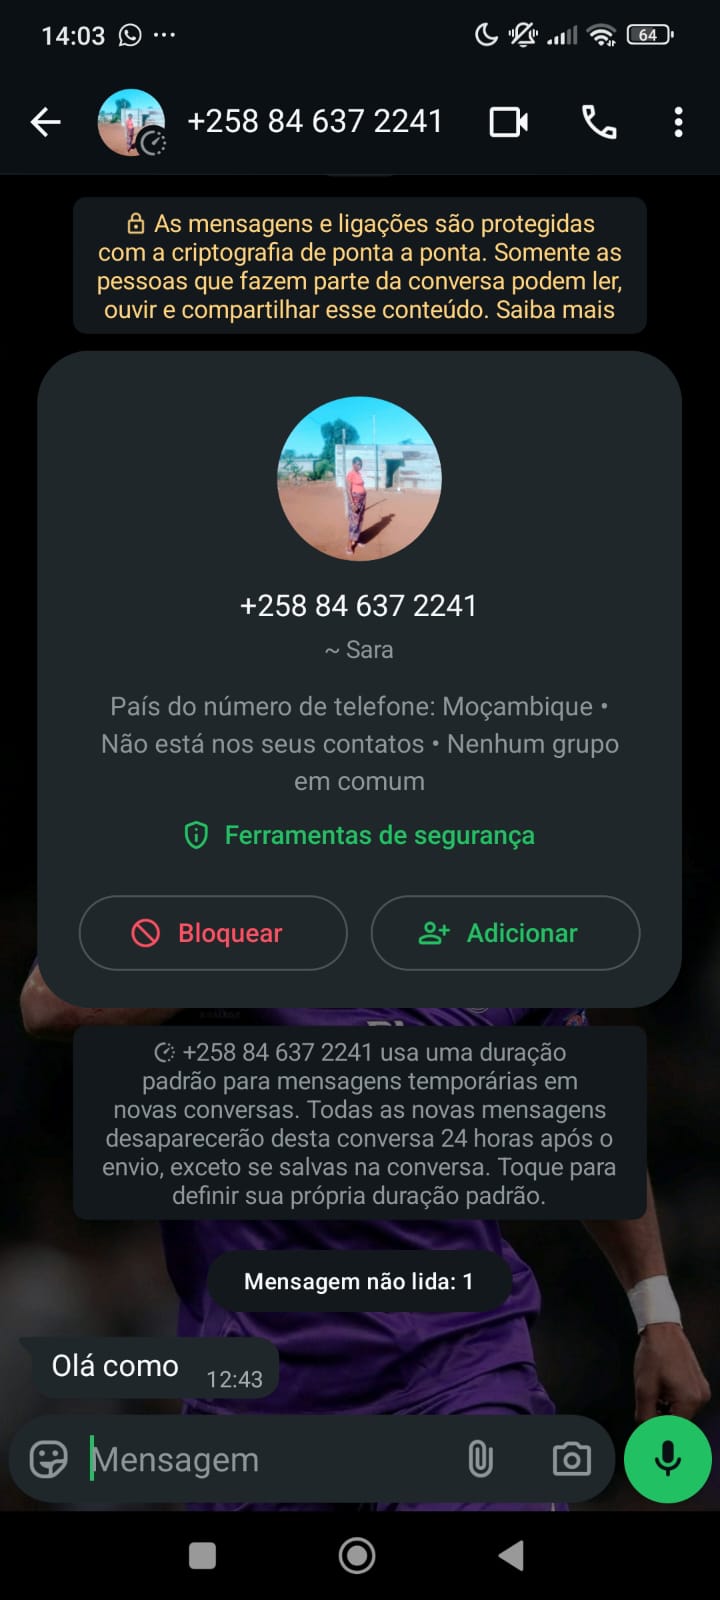 14:03
64
+258 84 637 2241
As mensagens e ligações são protegidas
com a criptografia de ponta a ponta. Somente as
pessoas que fazem parte da conversa podem ler,
ouvir e compartilhar esse conteúdo. Saiba mais
+258 84 637 2241
~ Sara
País do número de telefone: Moçambique •
Não está nos seus contatos • Nenhum grupo
em comum
Ferramentas de segurança
Bloquear
Adicionar
+258 84 637 2241 usa uma duração
padrão para mensagens temporárias em
novas conversas. Todas as novas mensagens
desaparecerão desta conversa 24 horas após o
envio, exceto se salvas na conversa. Toque para
definir sua própria duração padrão.
Mensagem não lida: 1
Olá como 12:43
Mensagem